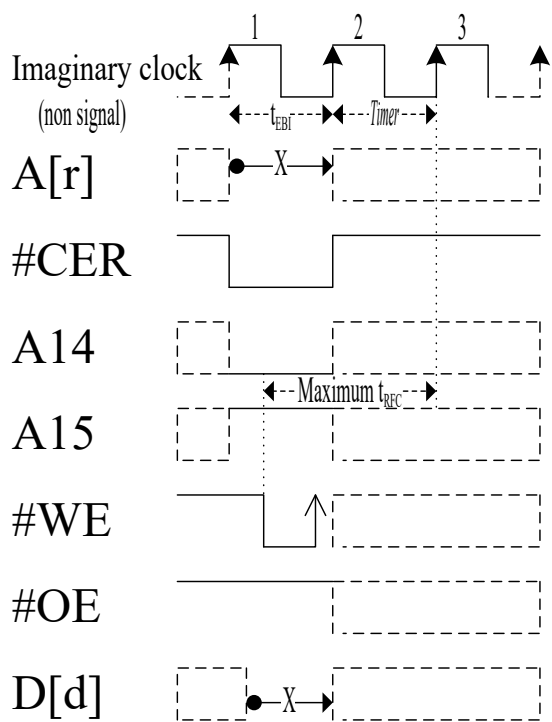 1 2 3
Imaginary clock
(non signal)
tEBI Timer
A[r] X
#CER
A14
Maximum tRFC
A15
#WE
#OE
D[d] X